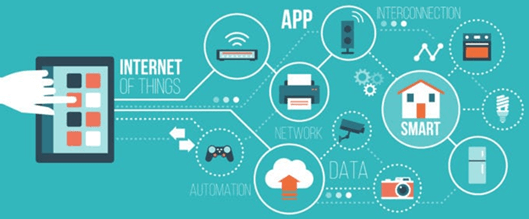 INTERNET
OF THINGS
APP
INTERCONNECTION
NETWORK
SMART
DATA
AUTOMATION